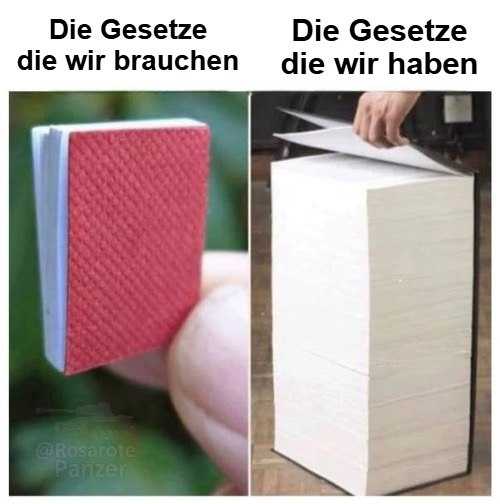 Die Gesetze
die wir brauchen
Die Gesetze
die wir haben
@Rosarote
Panzer